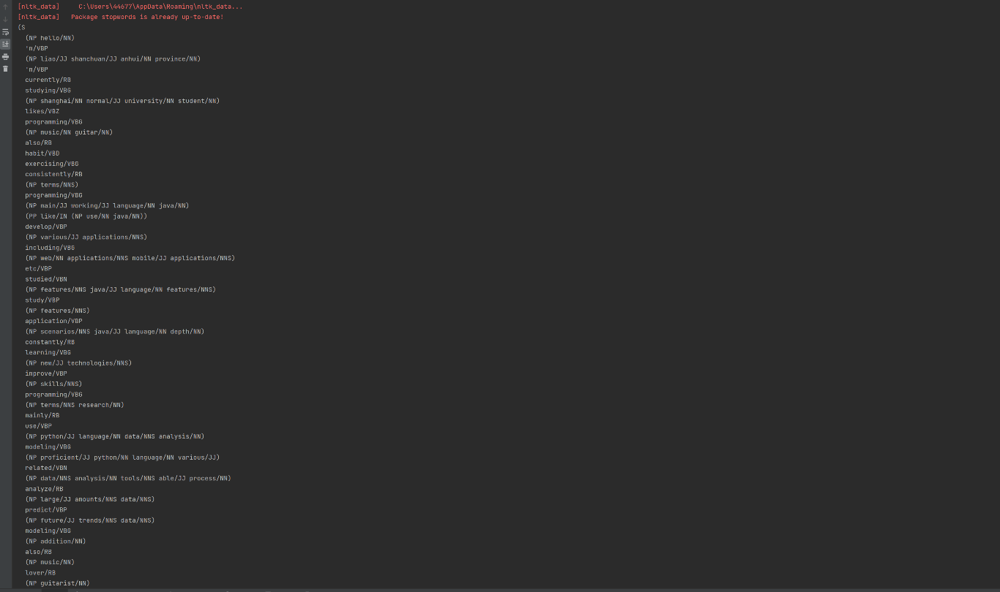 [nltk_data]     C:\Users\44677\AppData\Roaming\nltk_data...
[nltk_data]   Package stopwords is already up-to-date!
(S
  (NP hello/NN)
  'm/VBP
  (NP liao/JJ shanchuan/JJ anhui/NN province/NN)
  'm/VBP
  currently/RB
  studying/VBG
  (NP shanghai/NN normal/JJ university/NN student/NN)
  likes/VBZ
  programming/VBG
  (NP music/NN guitar/NN)
  also/RB
  habit/VBD
  exercising/VBG
  consistently/RB
  (NP terms/NNS)
  programming/VBG
  (NP main/JJ working/JJ language/NN java/NN)
  (PP like/IN (NP use/NN java/NN))
  develop/VBP
  (NP various/JJ applications/NNS)
  including/VBG
  (NP web/NN applications/NNS mobile/JJ applications/NNS)
  etc/VBP
  studied/VBN
  (NP features/NNS java/JJ language/NN features/NNS)
  study/VBP
  (NP features/NNS)
  application/VBP
  (NP scenarios/NNS java/JJ language/NN depth/NN)
  constantly/RB
  learning/VBG
  (NP new/JJ technologies/NNS)
  improve/VBP
  (NP skills/NNS)
  programming/VBG
  (NP terms/NNS research/NN)
  mainly/RB
  use/VBP
  (NP python/JJ language/NN data/NNS analysis/NN)
  modeling/VBG
  (NP proficient/JJ python/NN language/NN various/JJ)
  related/VBN
  (NP data/NNS analysis/NN tools/NNS able/JJ process/NN)
  analyze/RB
  (NP large/JJ amounts/NNS data/NNS)
  predict/VBP
  (NP future/JJ trends/NNS data/NNS)
  modeling/VBG
  (NP addition/NN)
  also/RB
  (NP music/NN)
  lover/RB
  (NP guitarist/NN)